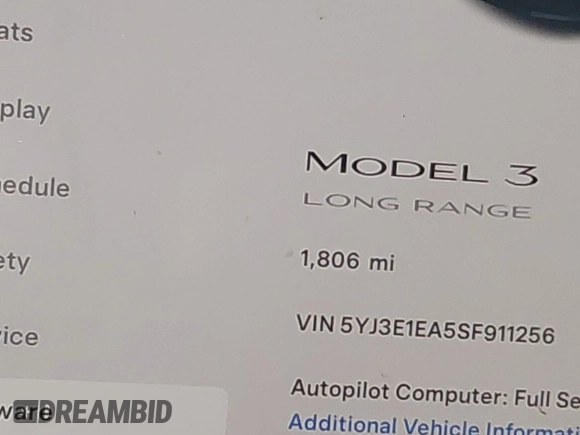 ats
play
MODEL 3
edule
LONG RANGE
1,806 mi
ety
VIN 5YJ3E1EA5SF911256
ice
Autopilot Computer: Full Se
ware
DREAMBID
Additional Vehicle Informati